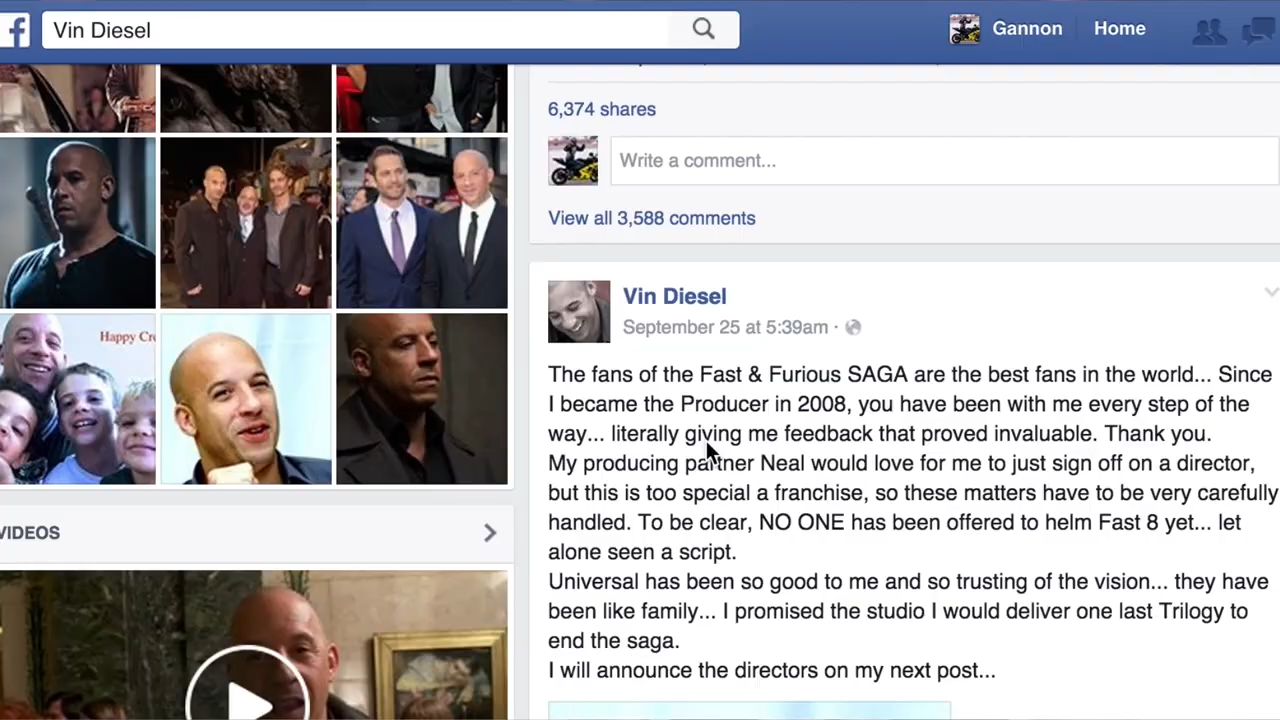 f
Vin Diesel
Gannon
Home
6,374 shares
Write a comment...
View all 3,588 comments
Happy Cre
VIDEOS
Vin Diesel
September 25 at 5:39am ·
The fans of the Fast & Furious SAGA are the best fans in the world... Since
I became the Producer in 2008, you have been with me every step of the
way... literally giving me feedback that proved invaluable. Thank you.
My producing partner Neal would love for me to just sign off on a director,
but this is too special a franchise, so these matters have to be very carefully
handled. To be clear, NO ONE has been offered to helm Fast 8 yet... let
alone seen a script.
Universal has been so good to me and so trusting of the vision... they have
been like family... I promised the studio I would deliver one last Trilogy to
end the saga.
I will announce the directors on my next post...